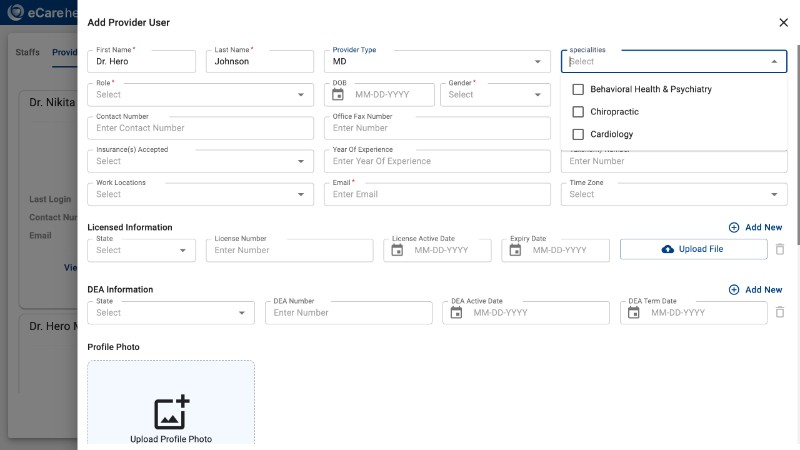 eCare he
Add Provider User
Staffs
Provid
First Name *
Last Name *
Provider Type
specialities
Dr. Hero
Johnson
MD
Select
Role *
DOB
Gender *
Select
MM-DD-YYYY
Select
Behavioral Health & Psychiatry
Chiropractic
Cardiology
Dr. Nikita
Contact Number
Office Fax Number
Enter Contact Number
Enter Fax Number
Insurance(s) Accepted
Year Of Experience
Taxonomy Number
Select
Enter Year Of Experience
Enter Number
Work Locations
Email *
Time Zone
Select
Enter Email
Select
Last Login
Contact Num
Email
Vie
Licensed Information
Add New
State
License Number
License Active Date
Expiry Date
Select
Enter Number
MM-DD-YYYY
MM-DD-YYYY
Upload File
DEA Information
Add New
State
DEA Number
DEA Active Date
DEA Term Date
Select
Enter Number
MM-DD-YYYY
MM-DD-YYYY
Dr. Hero M
Profile Photo
Upload Profile Photo